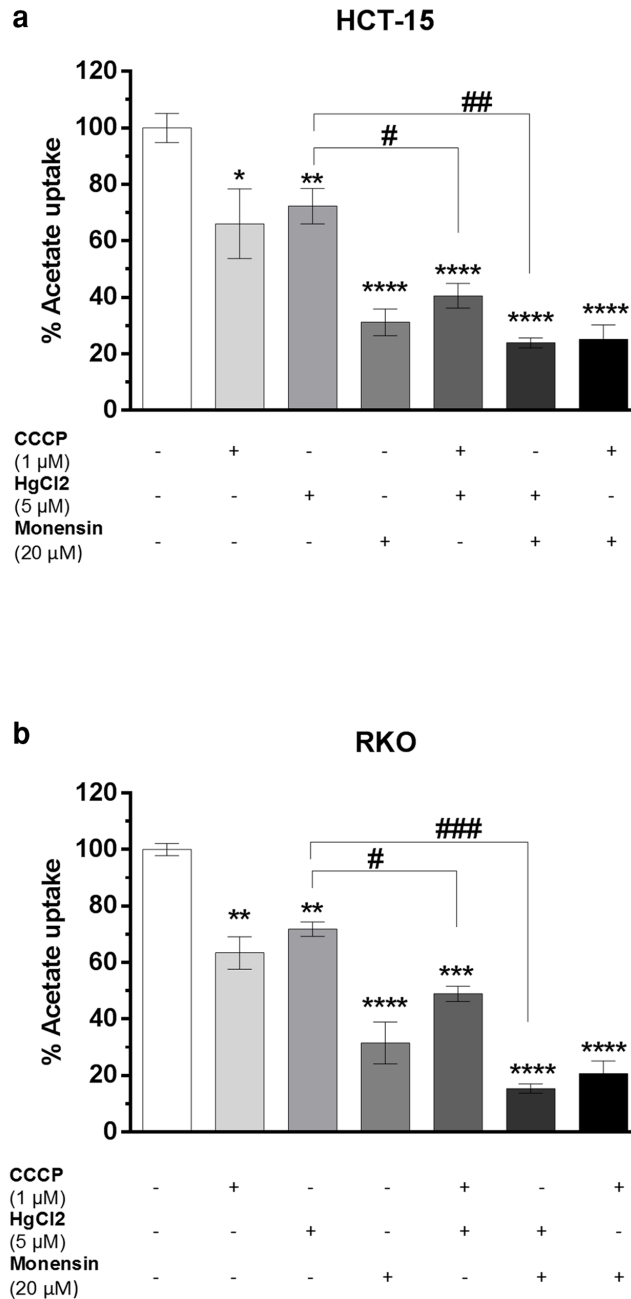 a
HCT-15
% Acetate uptake
120
100
80
60
40
20
0
*
**
****
****
****
****
#
##
CCCP - + - - + - +
(1 µM)
HgCl2 - - + - + + -
(5 µM)
Monensin - - - + - + +
(20 µM)
b
RKO
% Acetate uptake
120
100
80
60
40
20
0
**
**
****
***
****
****
#
###
CCCP - + - - + - +
(1 µM)
HgCl2 - - + - + + -
(5 µM)
Monensin - - - + - + +
(20 µM)